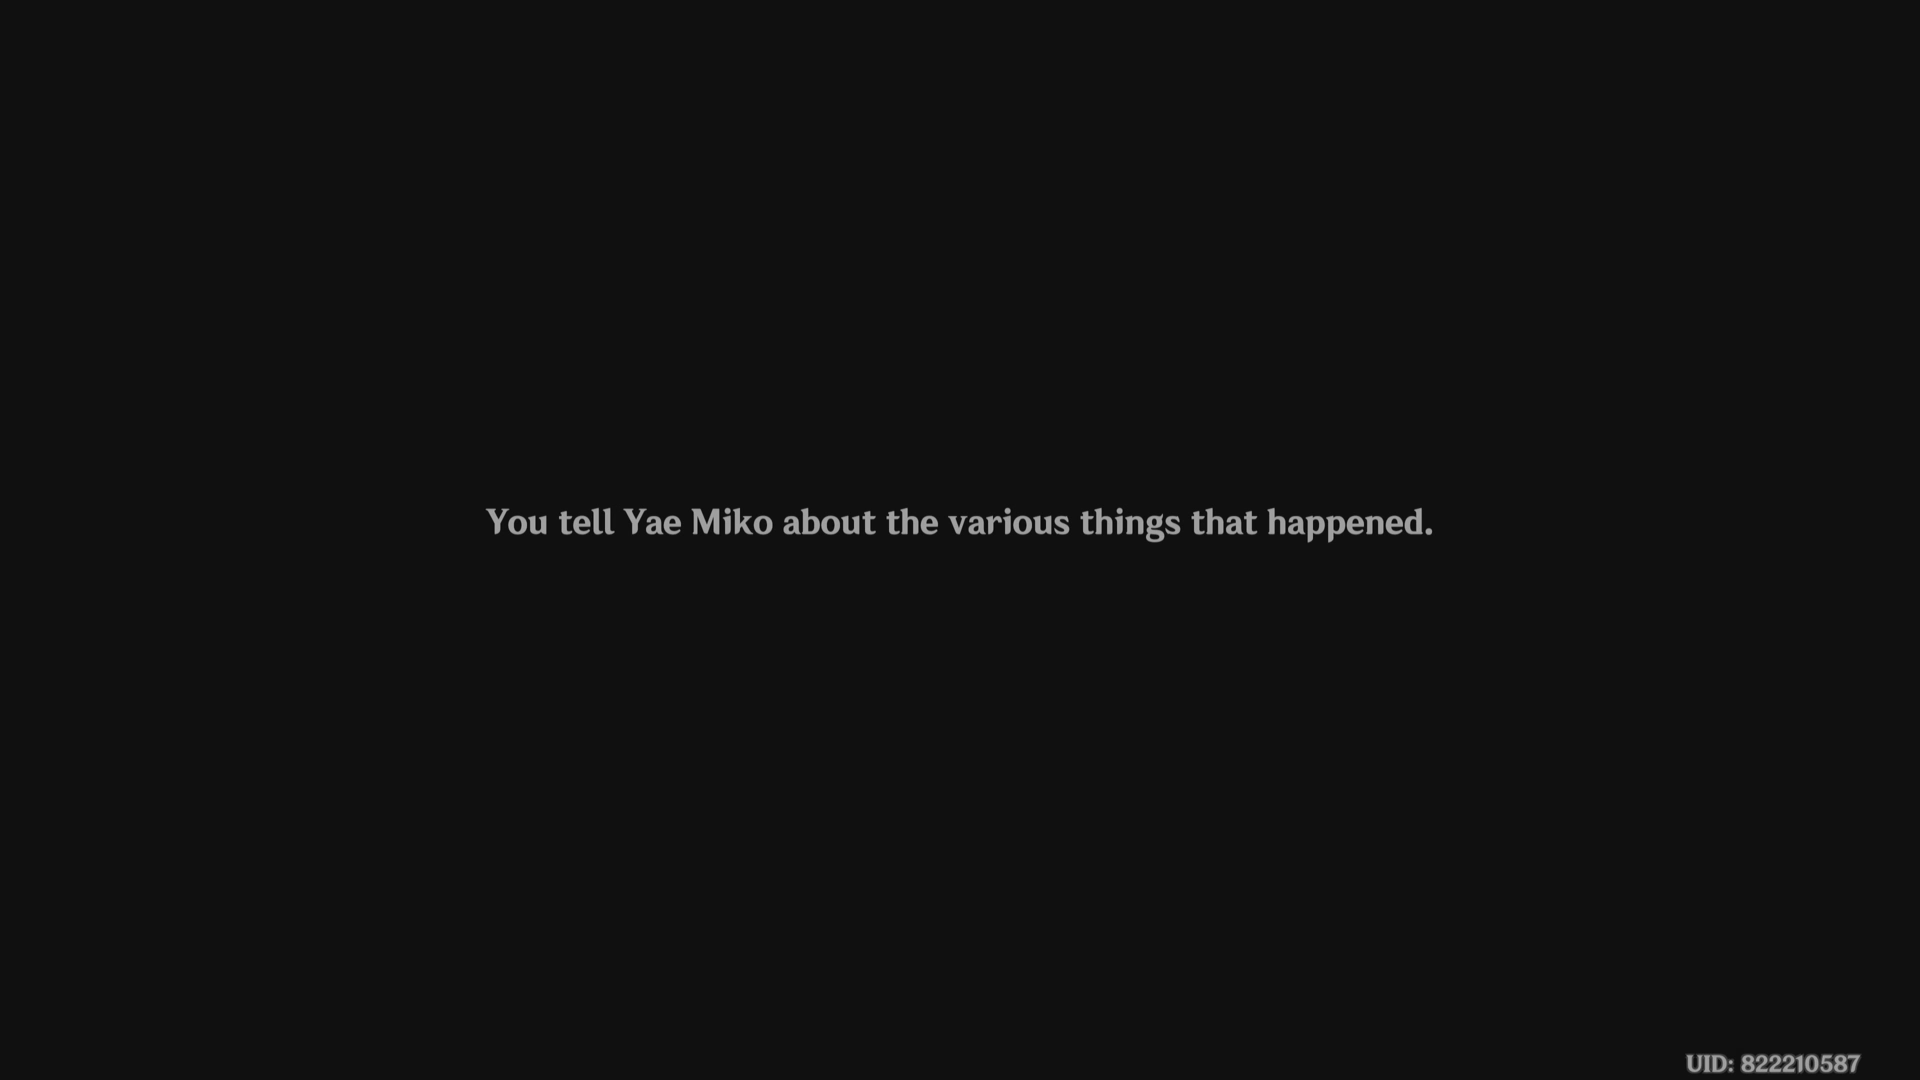 You tell Yae Miko about the various things that happened.
UID: 822210587